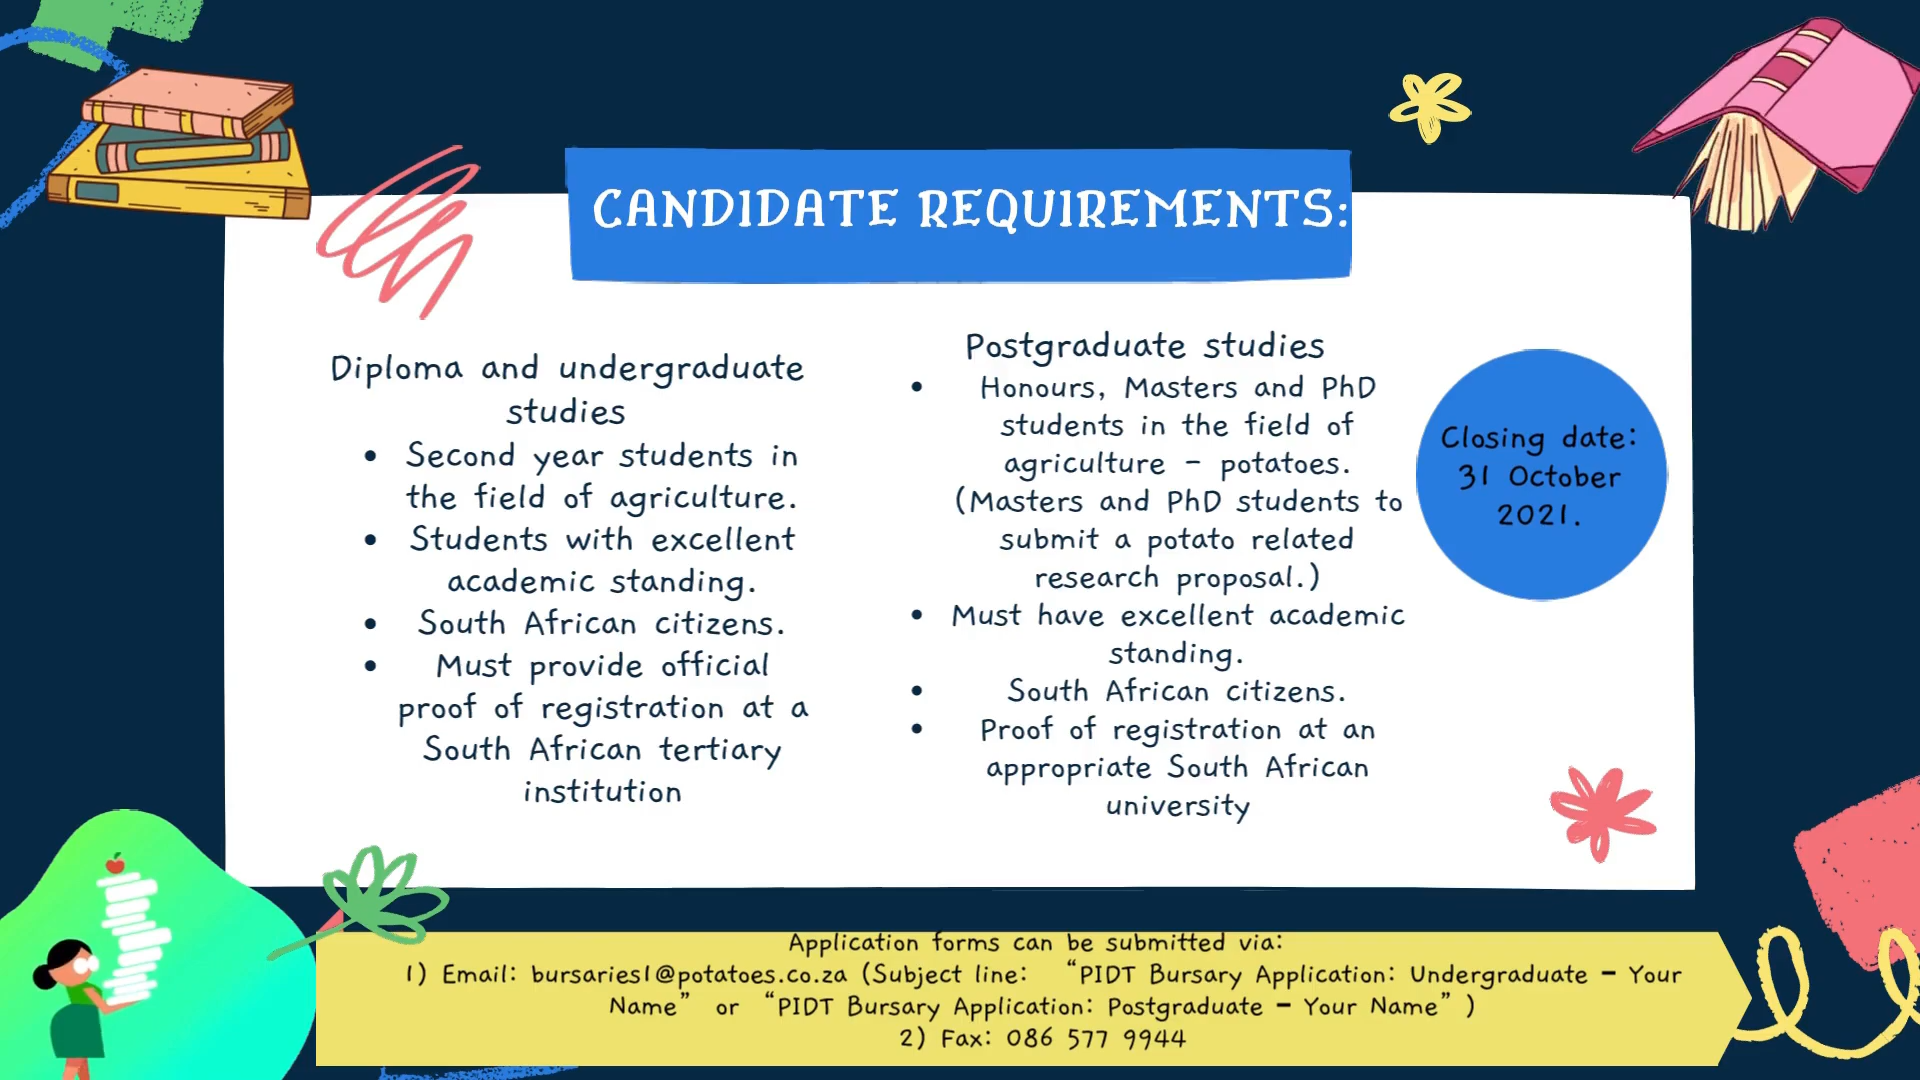 CANDIDATE REQUIREMENTS:
Diploma and undergraduate
studies
• Second year students in
the field of agriculture.
• Students with excellent
academic standing.
• South African citizens.
• Must provide official
proof of registration at a
South African tertiary
institution
Postgraduate studies
• Honours, Masters and PhD
students in the field of
agriculture - potatoes.
(Masters and PhD students to
submit a potato related
research proposal.)
• Must have excellent academic
standing.
• South African citizens.
• Proof of registration at an
appropriate South African
university
Closing date:
31 October
2021.
Application forms can be submitted via:
1) Email: bursaries1@potatoes.co.za (Subject line: “PIDT Bursary Application: Undergraduate – Your
Name” or “PIDT Bursary Application: Postgraduate – Your Name” )
2) Fax: 086 577 9944